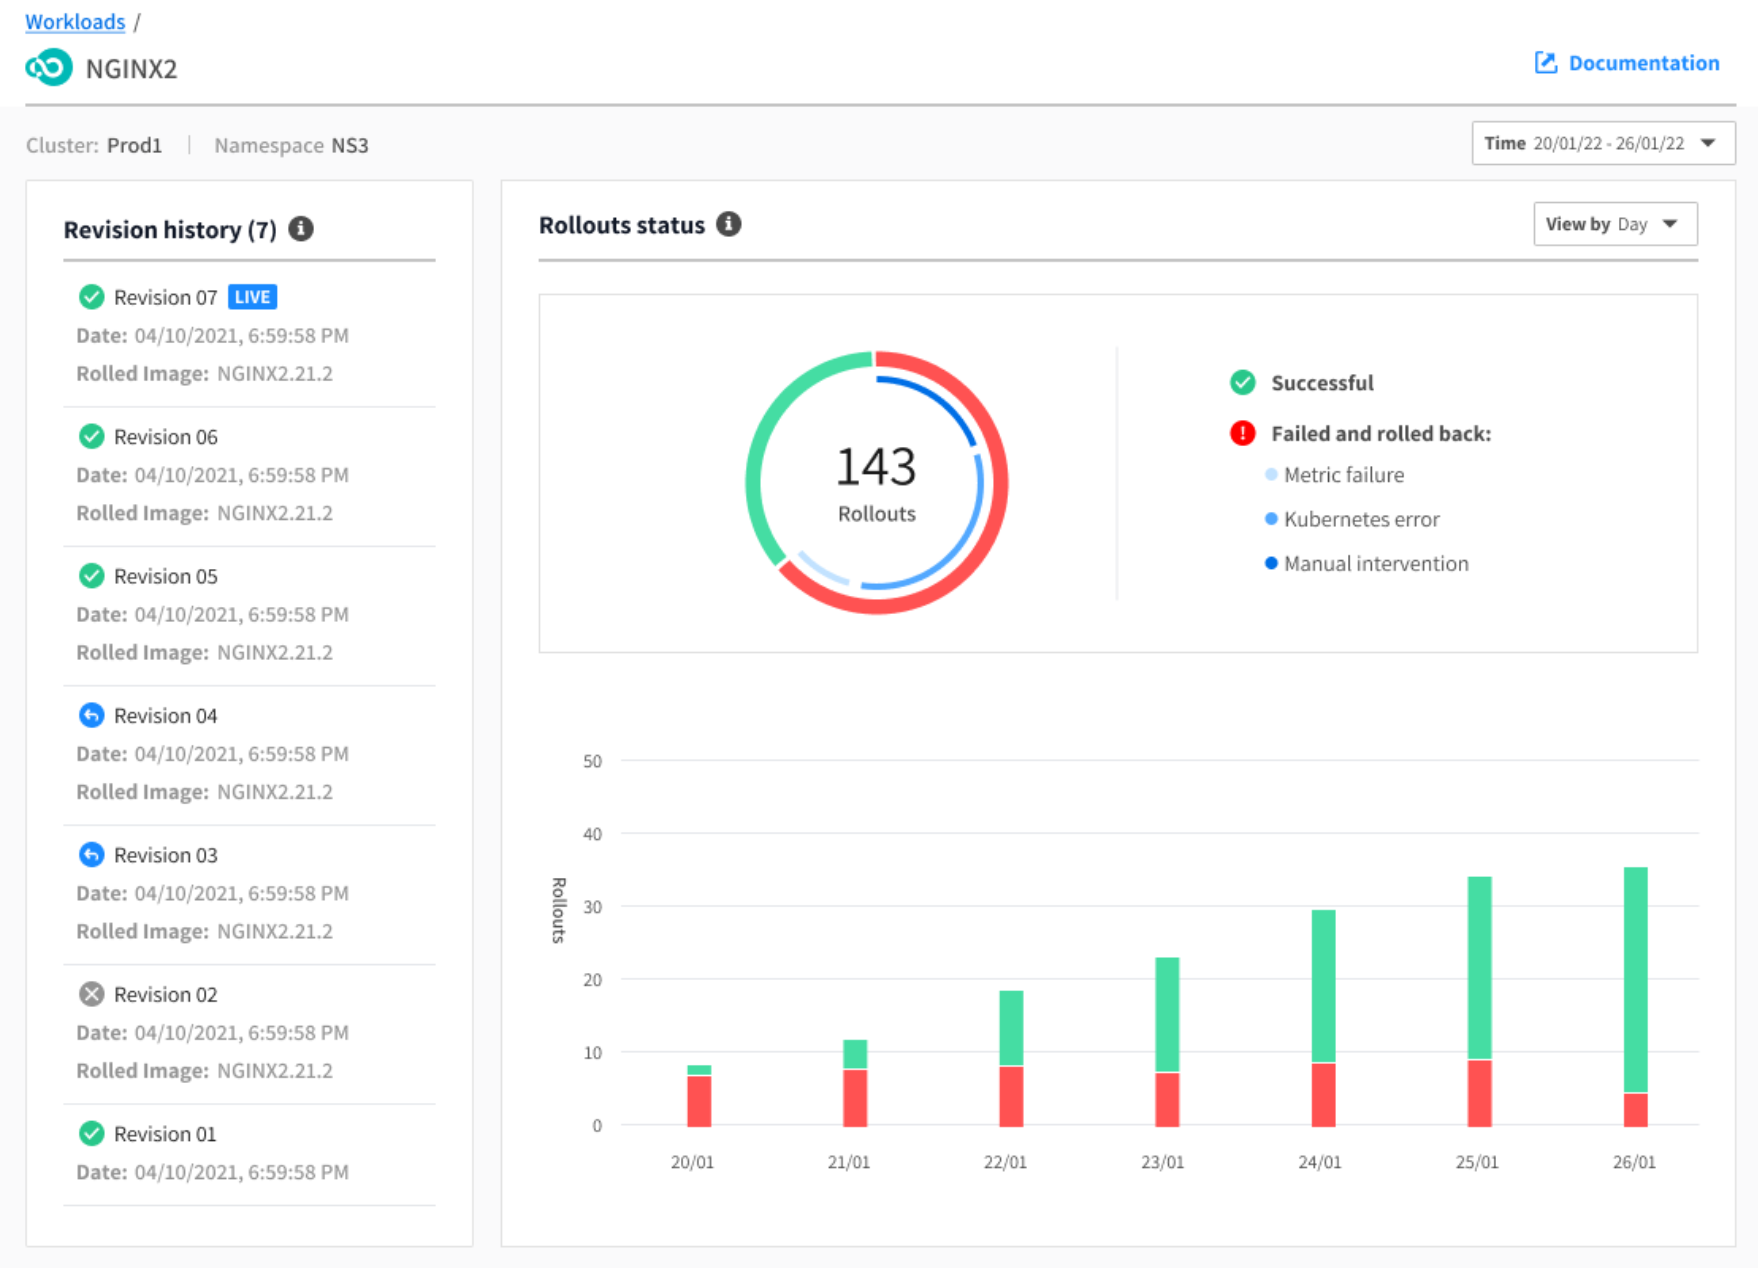 Workloads /
NGINX2
Documentation
Cluster: Prod1 | Namespace NS3
Time 20/01/22 - 26/01/22
Revision history (7)
Revision 07 LIVE
Date: 04/10/2021, 6:59:58 PM
Rolled Image: NGINX2.21.2
Revision 06
Date: 04/10/2021, 6:59:58 PM
Rolled Image: NGINX2.21.2
Revision 05
Date: 04/10/2021, 6:59:58 PM
Rolled Image: NGINX2.21.2
Revision 04
Date: 04/10/2021, 6:59:58 PM
Rolled Image: NGINX2.21.2
Revision 03
Date: 04/10/2021, 6:59:58 PM
Rolled Image: NGINX2.21.2
Revision 02
Date: 04/10/2021, 6:59:58 PM
Rolled Image: NGINX2.21.2
Revision 01
Date: 04/10/2021, 6:59:58 PM
Rollouts status
View by Day
143
Rollouts
Successful
Failed and rolled back:
Metric failure
Kubernetes error
Manual intervention
Rollouts
50
40
30
20
10
0
20/01 21/01 22/01 23/01 24/01 25/01 26/01